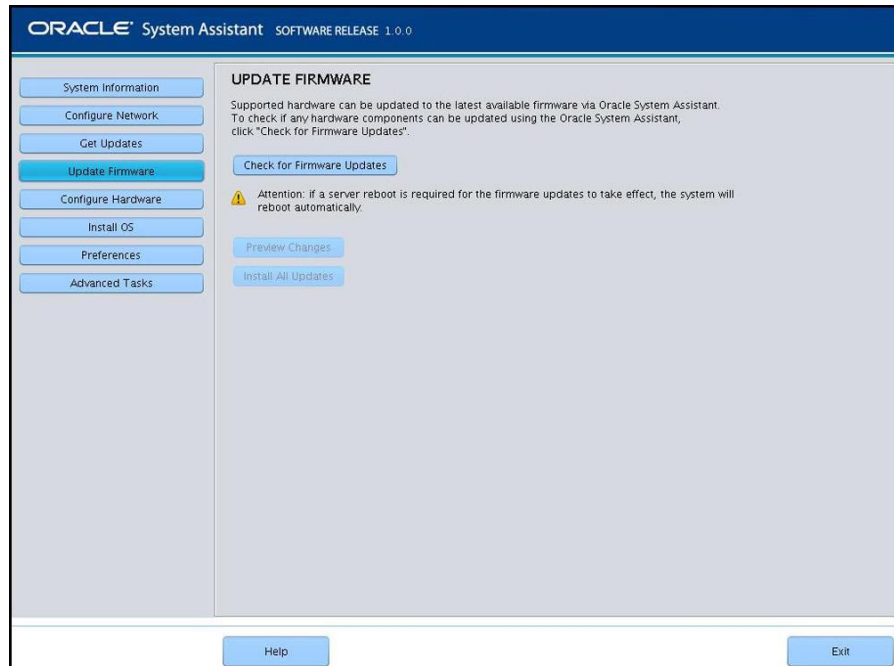 ORACLE System Assistant SOFTWARE RELEASE 1.0.0
System Information
Configure Network
Get Updates
Update Firmware
Configure Hardware
Install OS
Preferences
Advanced Tasks
UPDATE FIRMWARE
Supported hardware can be updated to the latest available firmware via Oracle System Assistant.
To check if any hardware components can be updated using the Oracle System Assistant,
click "Check for Firmware Updates".
Check for Firmware Updates
Attention: if a server reboot is required for the firmware updates to take effect, the system will
reboot automatically.
Preview Changes
Install All Updates
Help
Exit